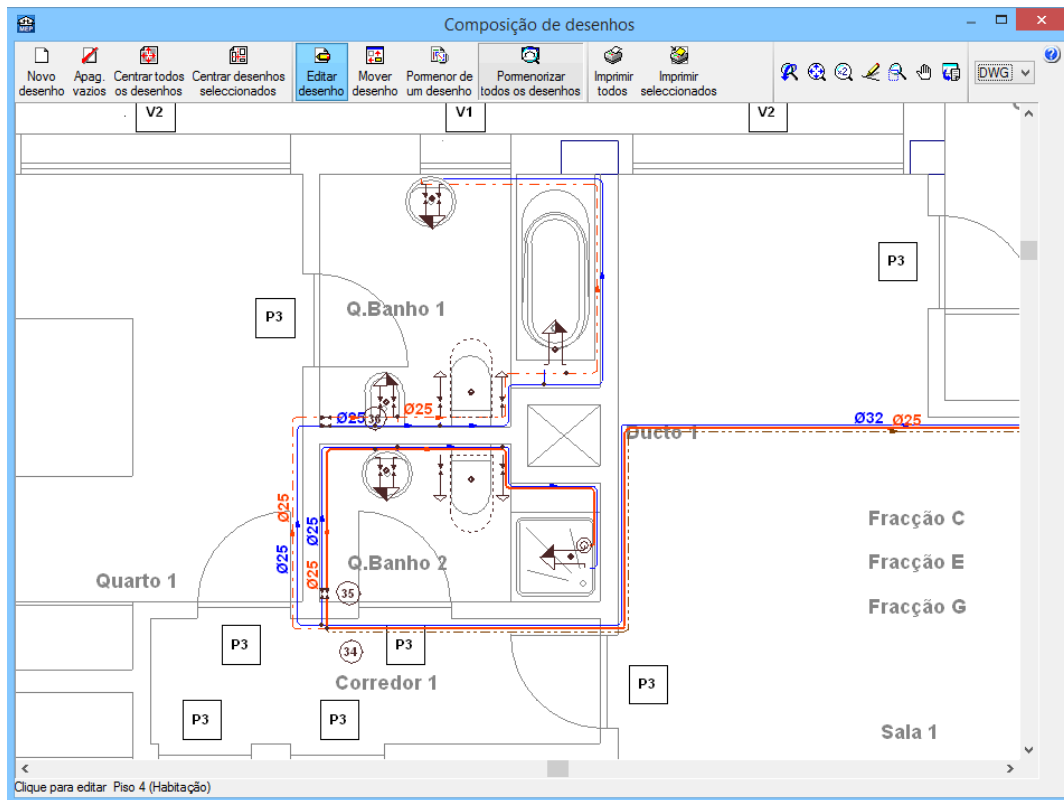 Composição de desenhos
MEP
Novo desenho
Apag. vazios
Centrar todos os desenhos
Centrar desenhos seleccionados
Editar desenho
Mover desenho
Pormenor de um desenho
Pomenorizar todos os desenhos
Imprimir todos
Imprimir seleccionados
DWG
V2
V1
V2
P3
P3
Q.Banho 1
Ø25
36
Ø25
Ø32
Ø25
Ducto 1
Ø25
Ø25
Ø25
Ø25
Fracção C
Q.Banho 2
Fracção E
Quarto 1
35
Fracção G
P3
P3
34
Corredor 1
P3
P3
P3
Sala 1
Clique para editar Piso 4 (Habitação)